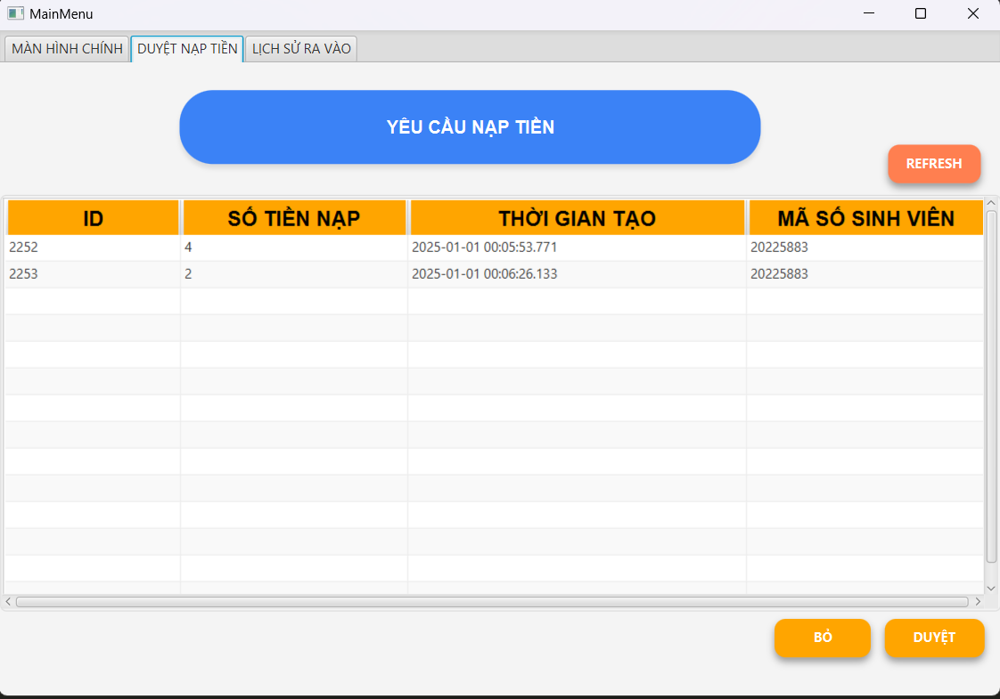 MainMenu
MÀN HÌNH CHÍNH DUYỆT NẠP TIỀN LỊCH SỬ RA VÀO
YÊU CẦU NẠP TIỀN
REFRESH
ID SỐ TIỀN NẠP THỜI GIAN TẠO MÃ SỐ SINH VIÊN
2252 4 2025-01-01 00:05:53.771 20225883
2253 2 2025-01-01 00:06:26.133 20225883
BỎ DUYỆT